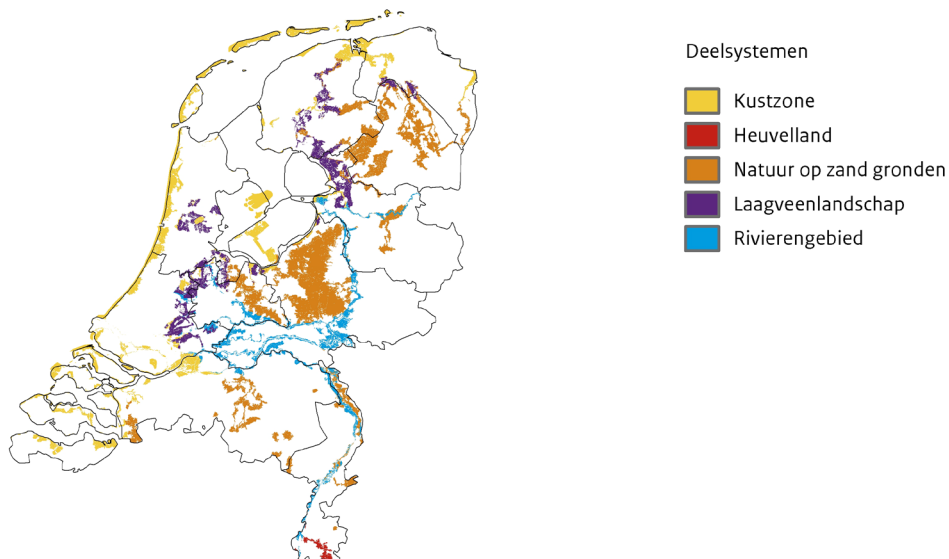 Deelsystemen
Kustzone
Heuvelland
Natuur op zand gronden
Laagveenlandschap
Rivierengebied